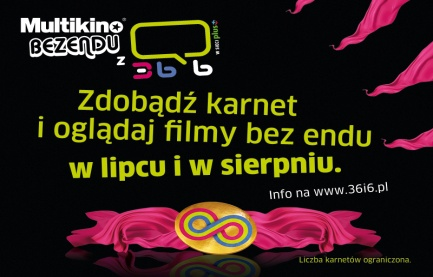 Multikino
BEZENDU
z 36i6
w sieci plus
Zdobądź karnet
i oglądaj filmy bez endu
w lipcu i w sierpniu.
Info na www.36i6.pl
Liczba karnetów ograniczona.